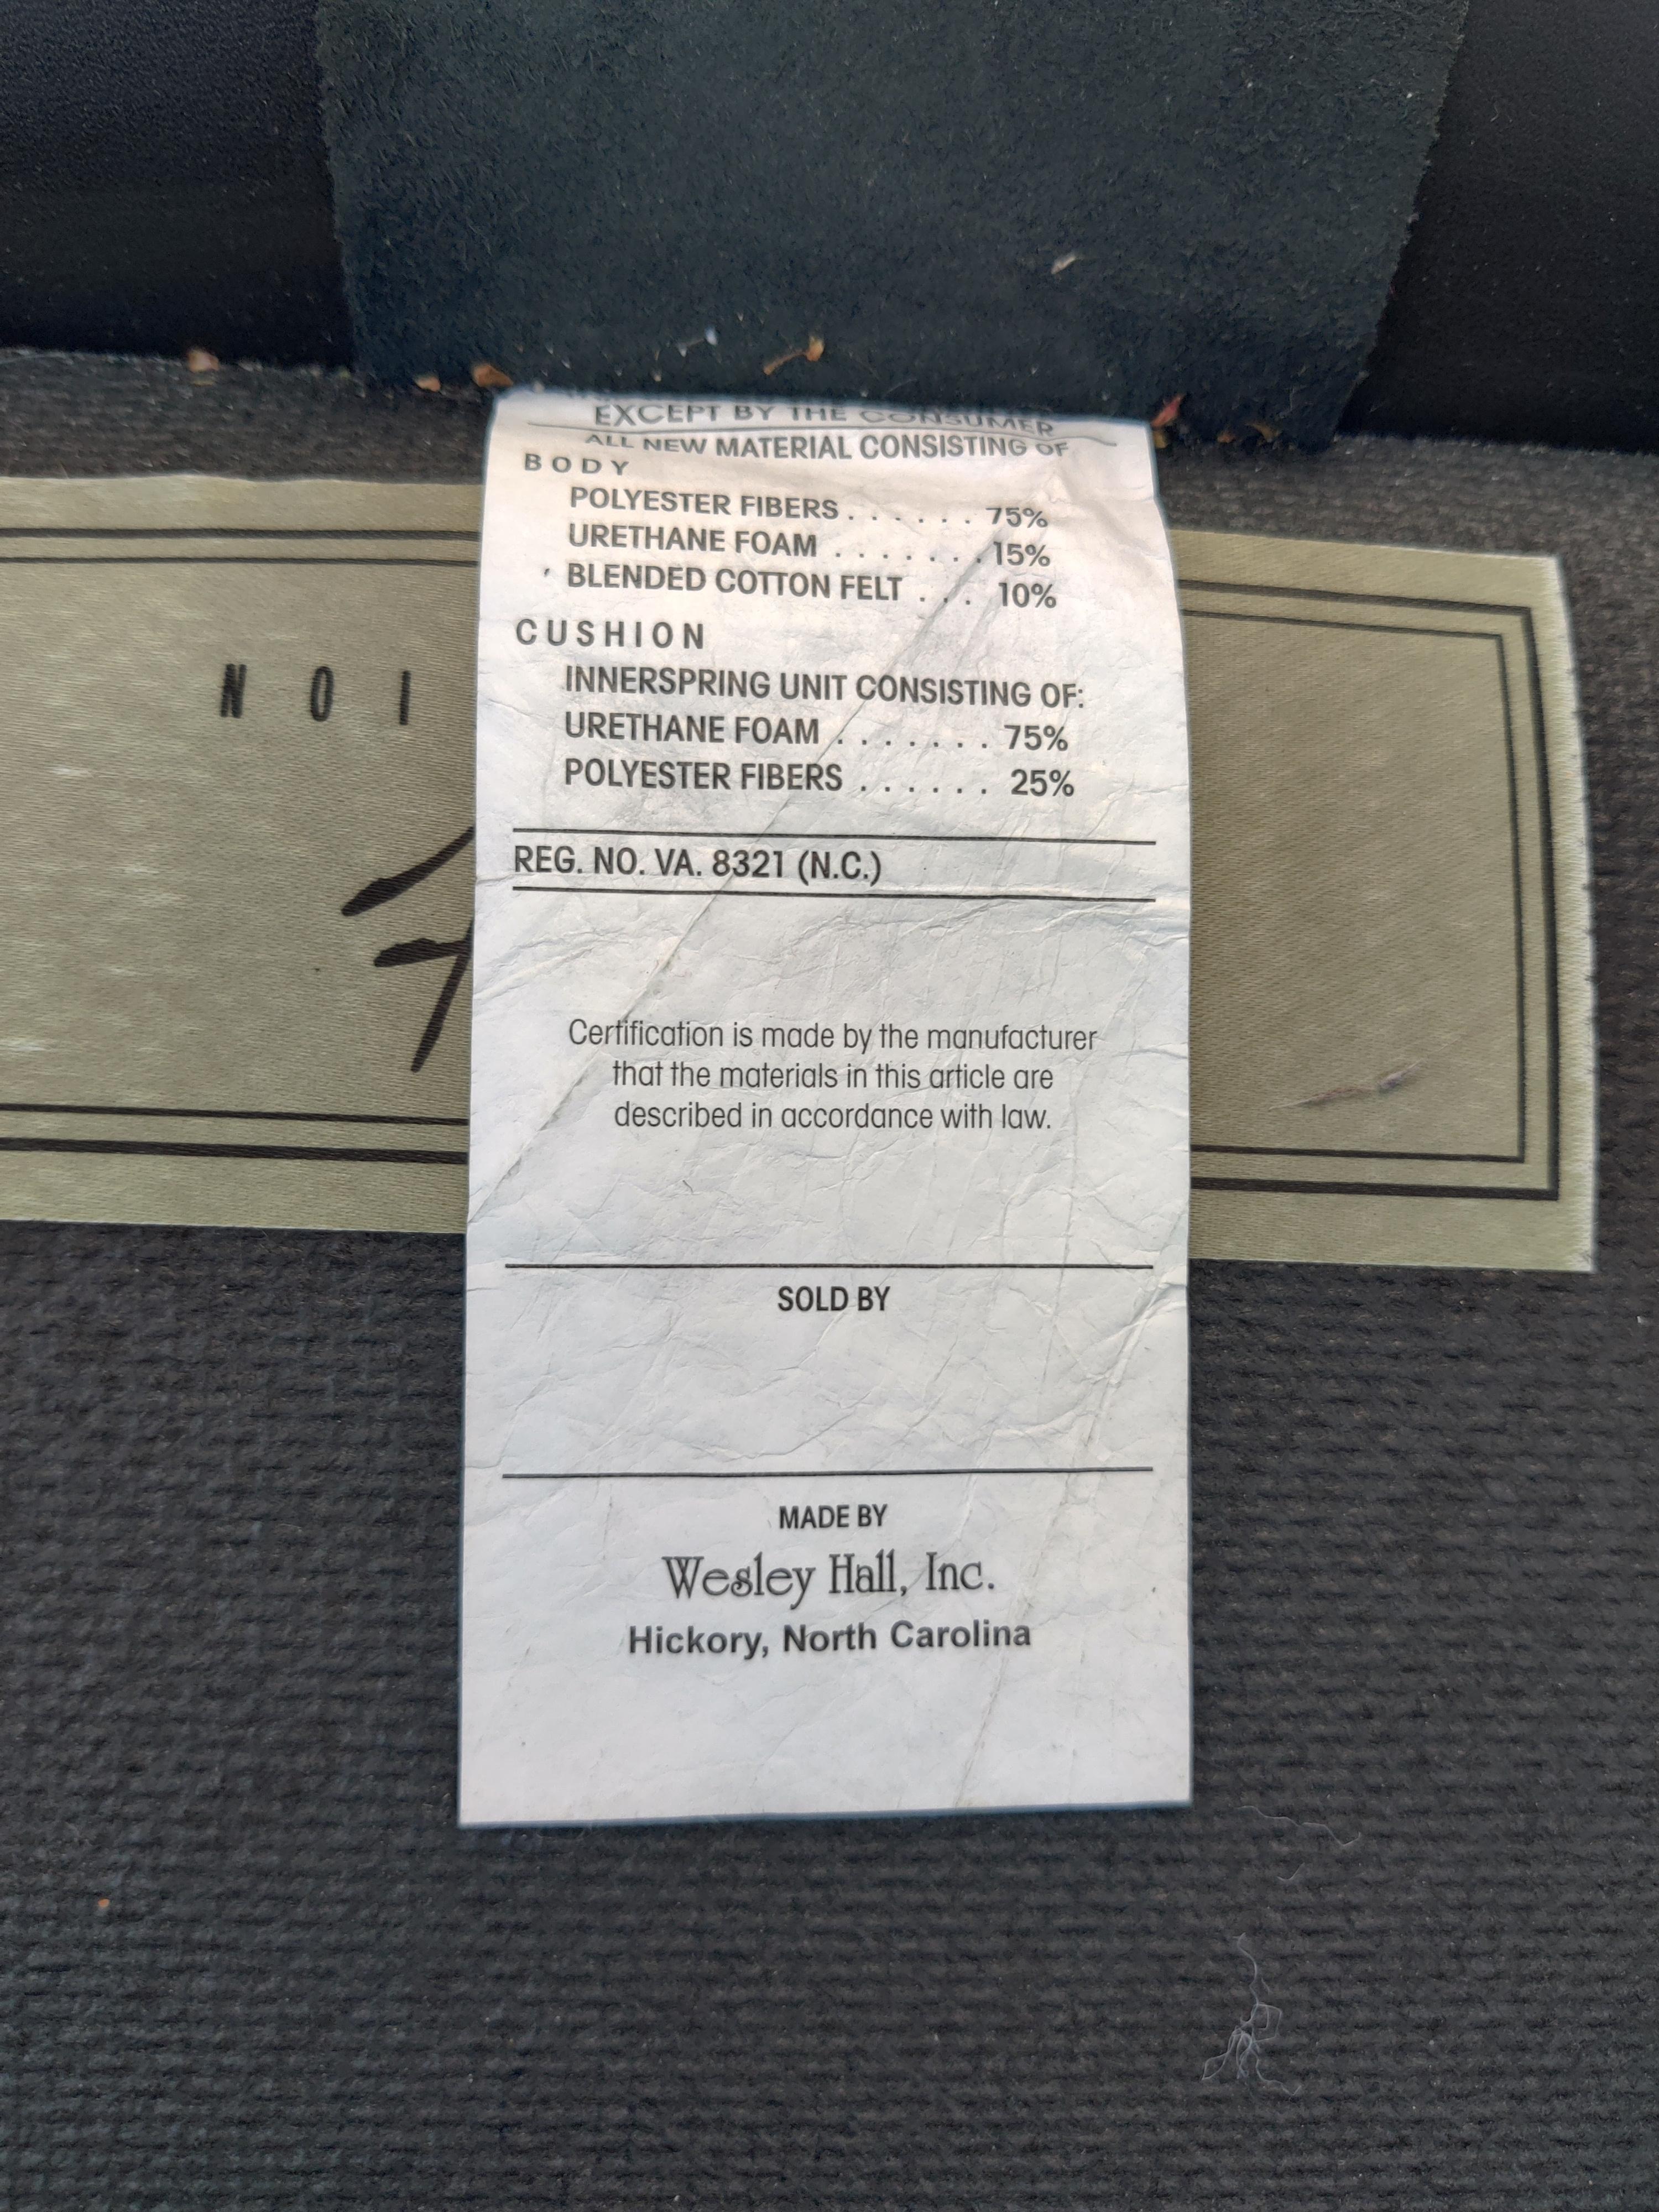 EXCEPT BY THE CONSUMER
ALL NEW MATERIAL CONSISTING OF
BODY
POLYESTER FIBERS . . . . . . 75%
URETHANE FOAM . . . . . . . 15%
BLENDED COTTON FELT . . . 10%
CUSHION
INNERSPRING UNIT CONSISTING OF:
URETHANE FOAM . . . . . . . 75%
POLYESTER FIBERS . . . . . . 25%
REG. NO. VA. 8321 (N.C.)
Certification is made by the manufacturer
that the materials in this article are
described in accordance with law.
SOLD BY
MADE BY
Wesley Hall, Inc.
Hickory, North Carolina
N O I